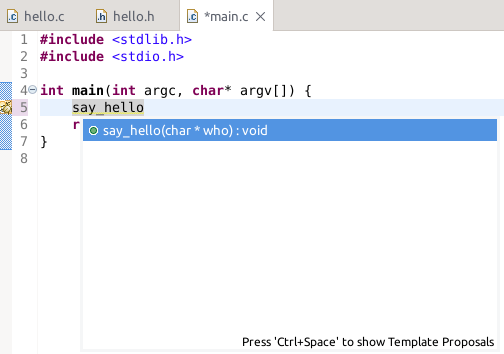 hello.c hello.h *main.c
1 #include <stdlib.h>
2 #include <stdio.h>
3
4 int main(int argc, char* argv[]) {
5 say_hello
6 r
7 }
8
say_hello(char * who) : void
Press 'Ctrl+Space' to show Template Proposals